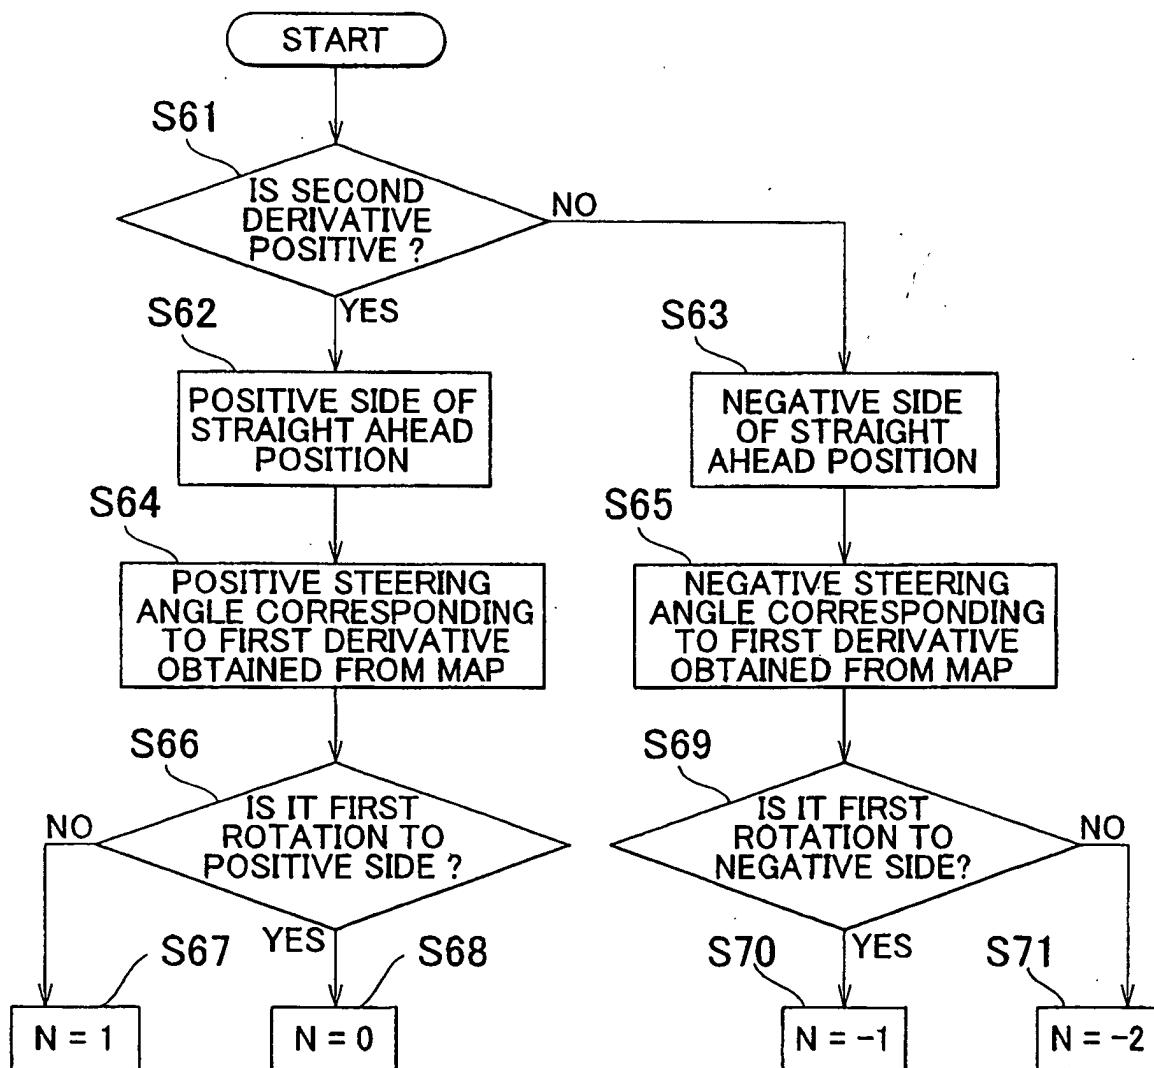 START
S61
IS SECOND
DERIVATIVE
POSITIVE ?
NO
YES
S62
POSITIVE SIDE OF
STRAIGHT AHEAD
POSITION
S63
NEGATIVE SIDE
OF STRAIGHT
AHEAD POSITION
S64
POSITIVE STEERING
ANGLE CORRESPONDING
TO FIRST DERIVATIVE
OBTAINED FROM MAP
S65
NEGATIVE STEERING
ANGLE CORRESPONDING
TO FIRST DERIVATIVE
OBTAINED FROM MAP
S66
IS IT FIRST
ROTATION TO
POSITIVE SIDE ?
NO
YES
S69
IS IT FIRST
ROTATION TO
NEGATIVE SIDE?
NO
YES
S67
N = 1
S68
N = 0
S70
N = -1
S71
N = -2